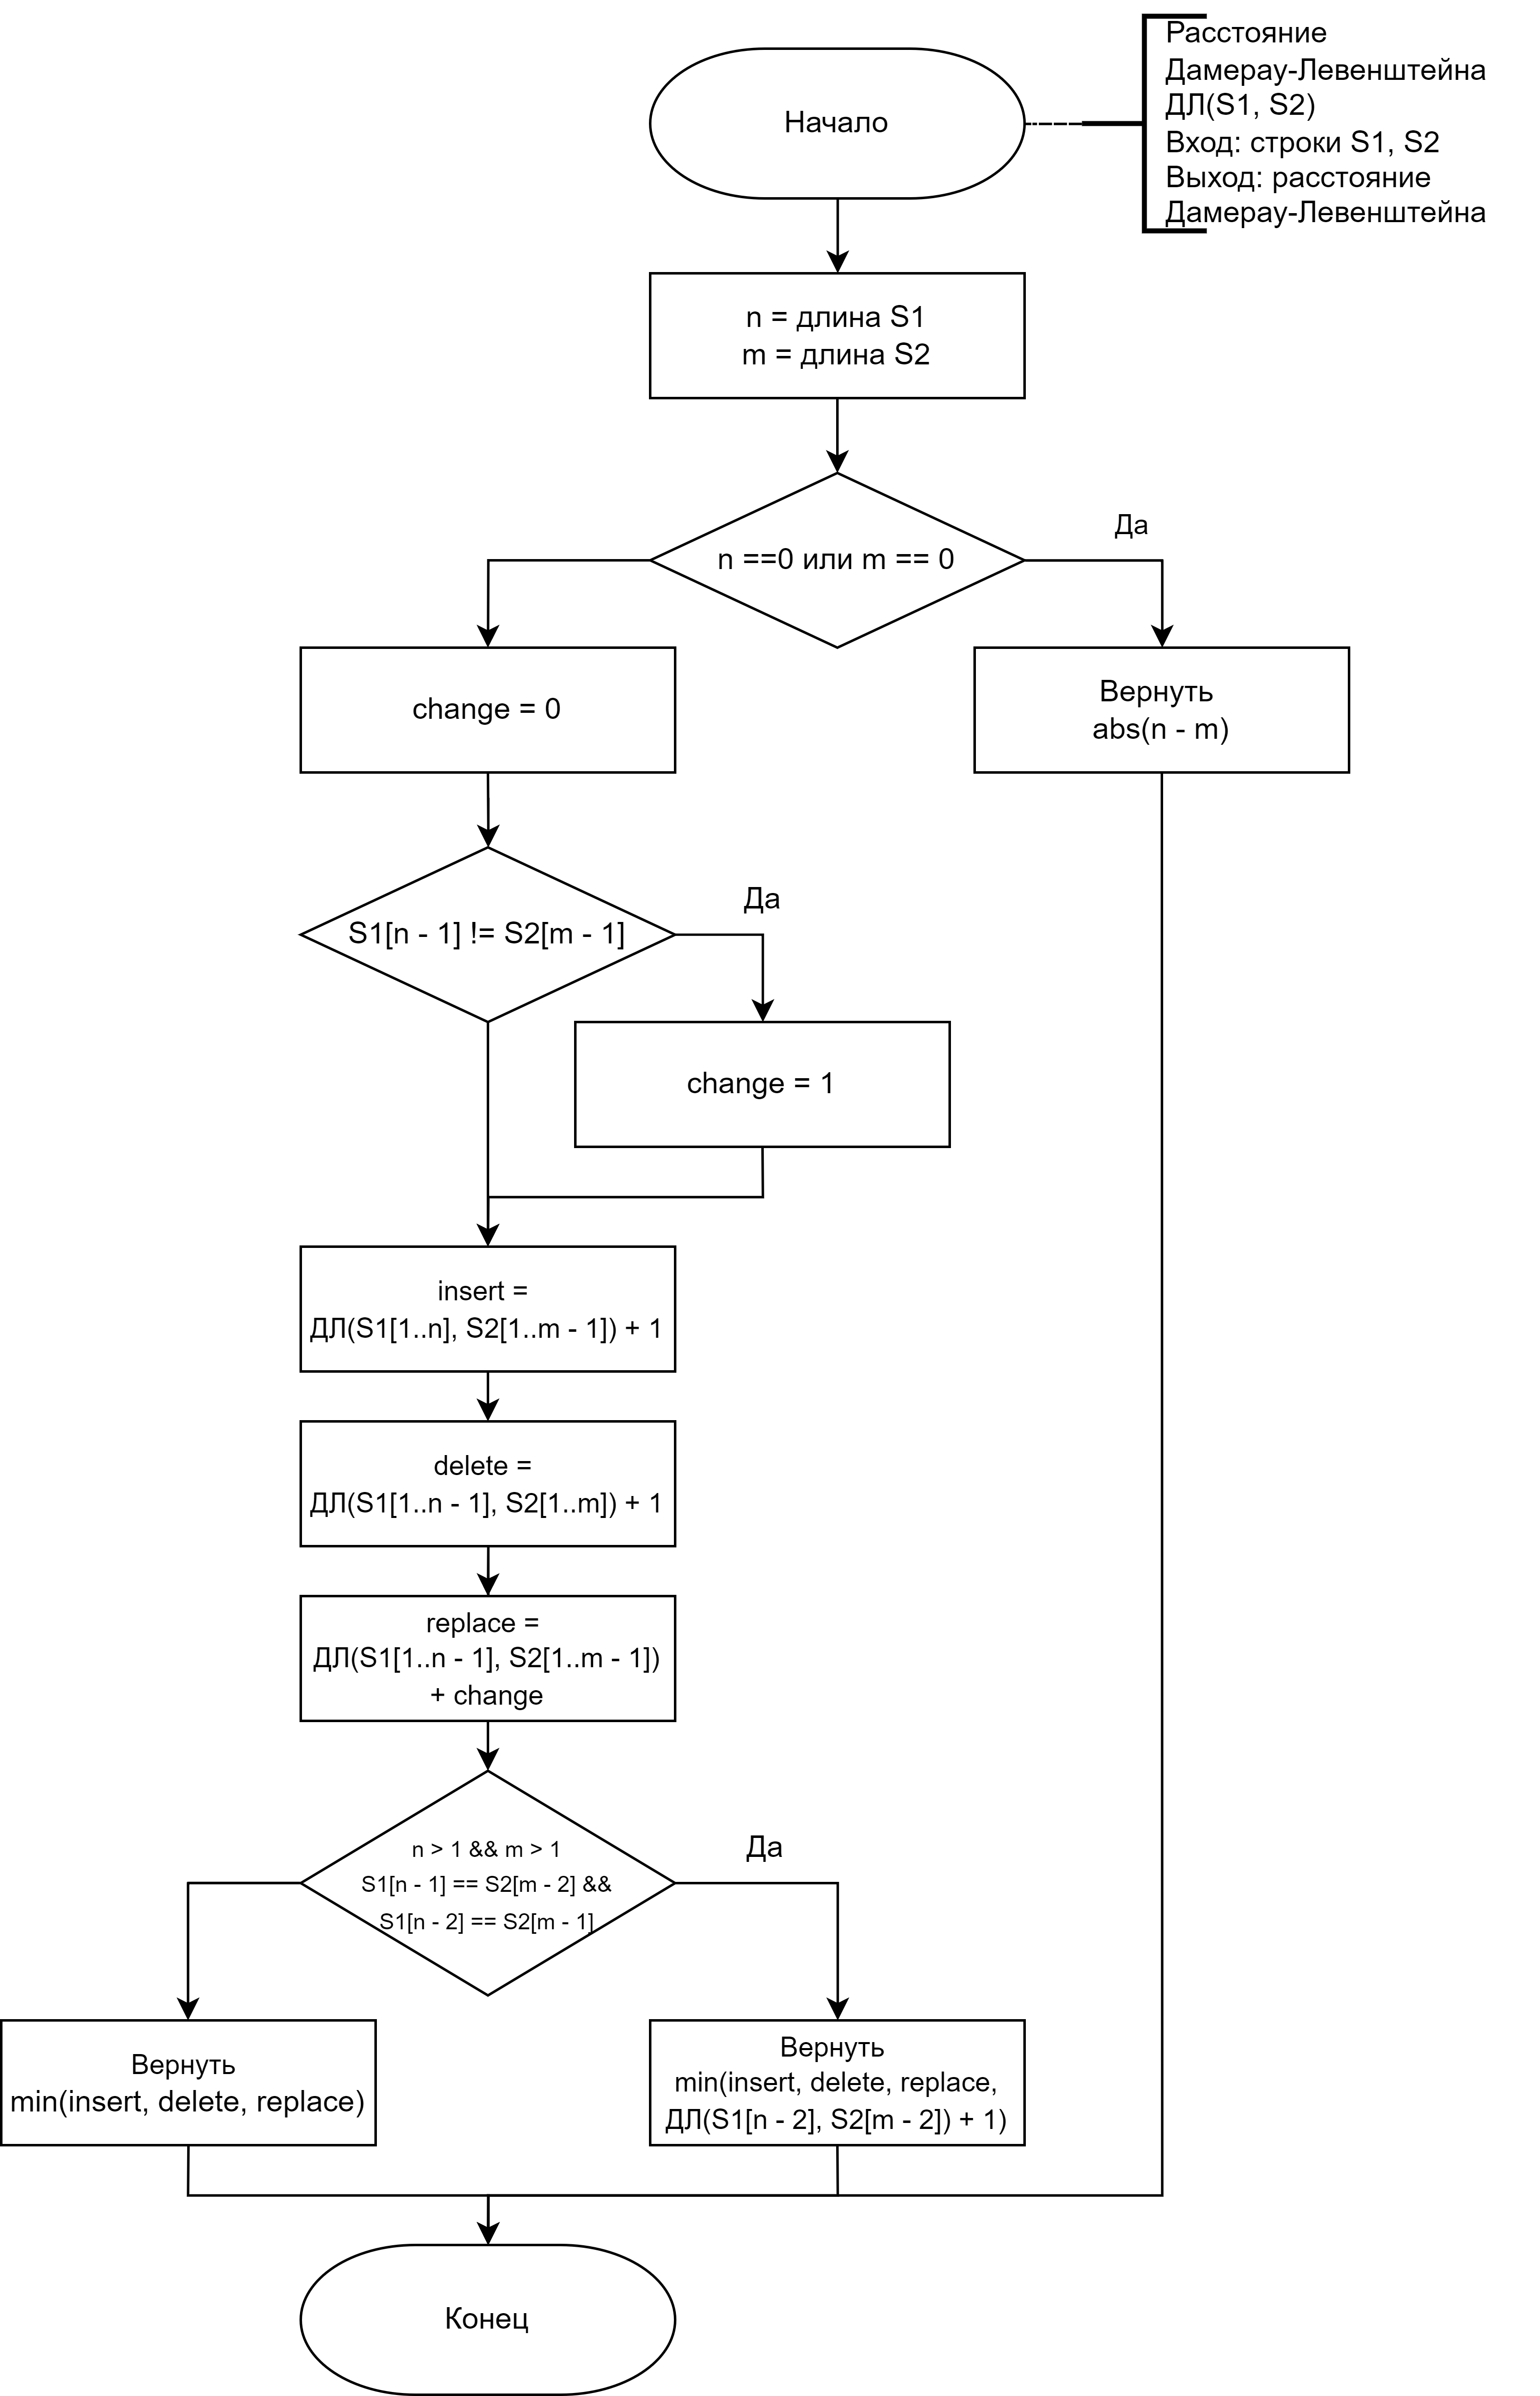 Расстояние
Дамерау-Левенштейна
ДЛ(S1, S2)
Вход: строки S1, S2
Выход: расстояние
Дамерау-Левенштейна
Начало
n = длина S1
m = длина S2
n ==0 или m == 0
Да
change = 0
Вернуть
abs(n - m)
S1[n - 1] != S2[m - 1]
Да
change = 1
insert =
ДЛ(S1[1..n], S2[1..m - 1]) + 1
delete =
ДЛ(S1[1..n - 1], S2[1..m]) + 1
replace =
ДЛ(S1[1..n - 1], S2[1..m - 1])
+ change
n > 1 && m > 1
S1[n - 1] == S2[m - 2] &&
S1[n - 2] == S2[m - 1]
Да
Вернуть
min(insert, delete, replace)
Вернуть
min(insert, delete, replace,
ДЛ(S1[n - 2], S2[m - 2]) + 1)
Конец